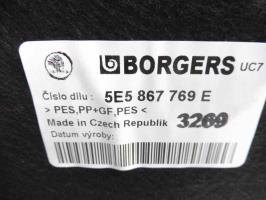 BORGERS UC7
Číslo dílu : 5E5 867 769 E
> PES,PP+GF,PES <
Made in Czech Republik 3269
Datum výroby: